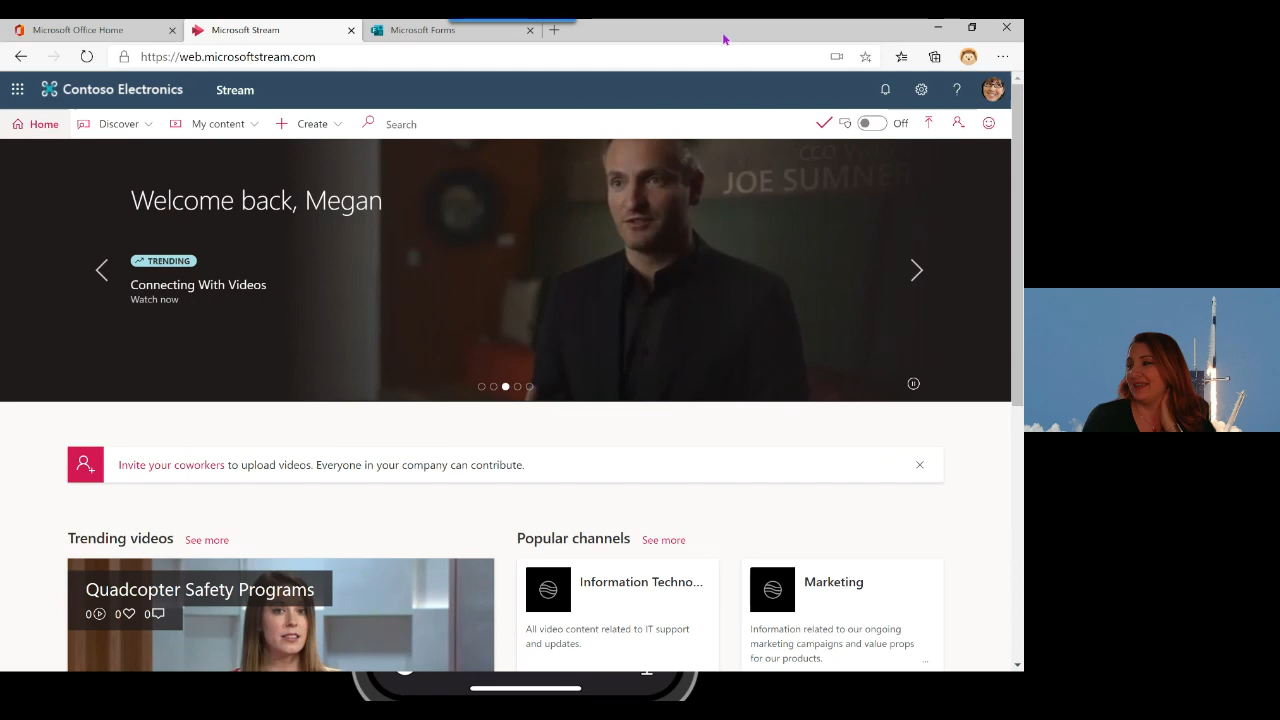 Microsoft Office Home
Microsoft Stream
Microsoft Forms
https://web.microsoftstream.com
Contoso Electronics
Stream
Home
Discover
My content
Create
Search
Off
JOE SUMNER
Welcome back, Megan
TRENDING
Connecting With Videos
Watch now
Invite your coworkers to upload videos. Everyone in your company can contribute.
Trending videos
See more
Popular channels
See more
Quadcopter Safety Programs
0 0 0
Information Techno...
All video content related to IT support
and updates.
Marketing
Information related to our ongoing
marketing campaigns and value props
for our products.
...